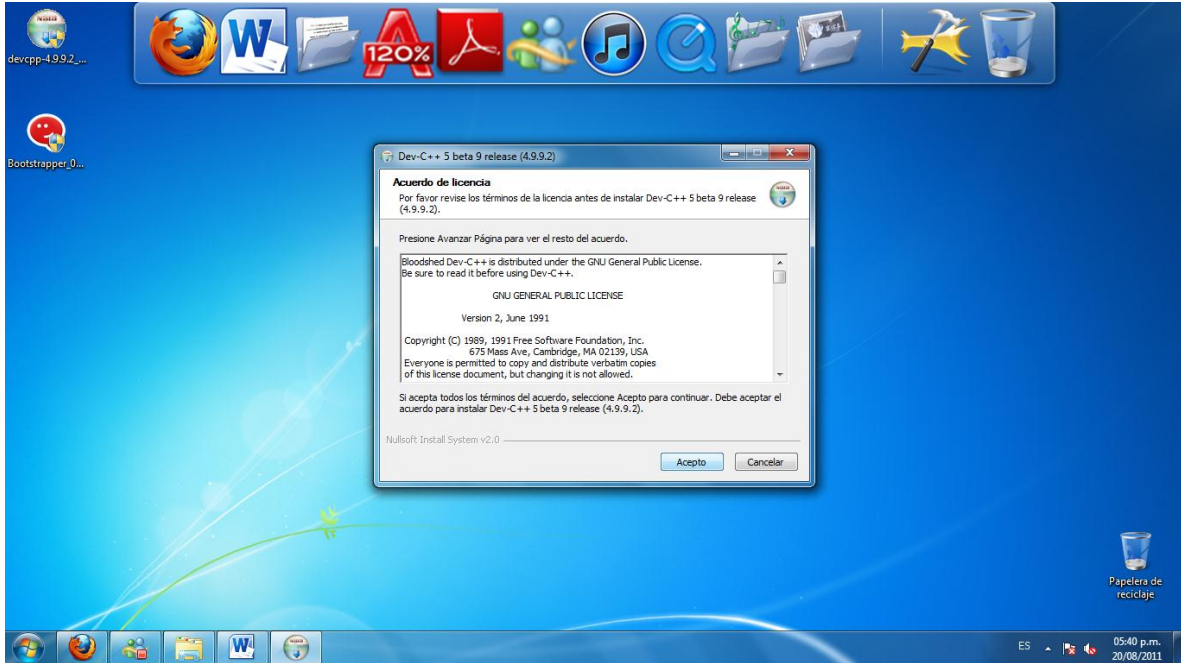 devcpp-4.9.9.2_...
120%
Bootstrapper_0...
Dev-C++ 5 beta 9 release (4.9.9.2)
Acuerdo de licencia
Por favor revise los términos de la licencia antes de instalar Dev-C++ 5 beta 9 release
(4.9.9.2).
Presione Avanzar Página para ver el resto del acuerdo.
Bloodshed Dev-C++ is distributed under the GNU General Public License.
Be sure to read it before using Dev-C++.
GNU GENERAL PUBLIC LICENSE
Version 2, June 1991
Copyright (C) 1989, 1991 Free Software Foundation, Inc.
675 Mass Ave, Cambridge, MA 02139, USA
Everyone is permitted to copy and distribute verbatim copies
of this license document, but changing it is not allowed.
Si acepta todos los términos del acuerdo, seleccione Acepto para continuar. Debe aceptar el
acuerdo para instalar Dev-C++ 5 beta 9 release (4.9.9.2).
Nullsoft Install System v2.0
Acepto
Cancelar
Papelera de
reciclaje
ES
05:40 p.m.
20/08/2011